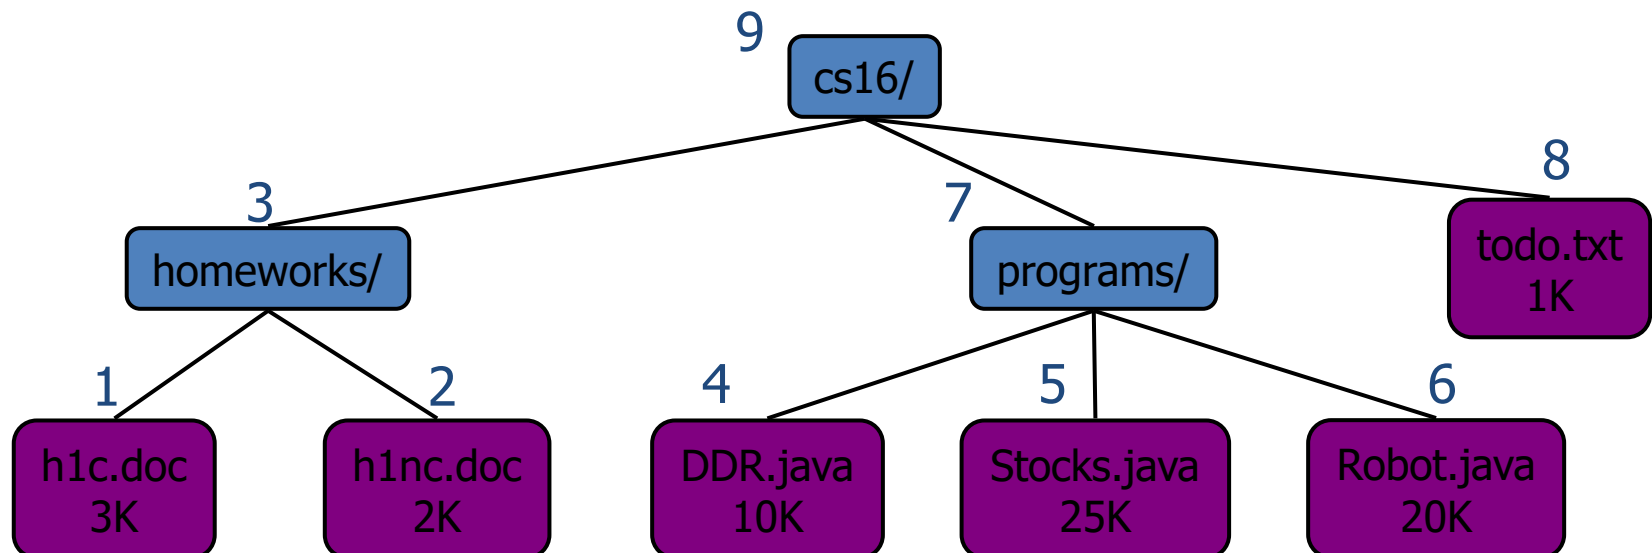 9
cs16/
8
3
7
todo.txt
1K
homeworks/
programs/
1
2
4
5
6
h1c.doc
3K
h1nc.doc
2K
DDR.java
10K
Stocks.java
25K
Robot.java
20K